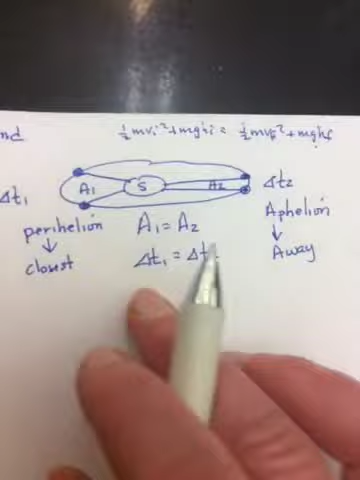 nd
½mvi² + mghi = ½mvf² + mghf
Δt1 A1 S A2 Δt2
perihelion A1 = A2 Aphelion
↓ ↓
closest Δt1 = Δt Away